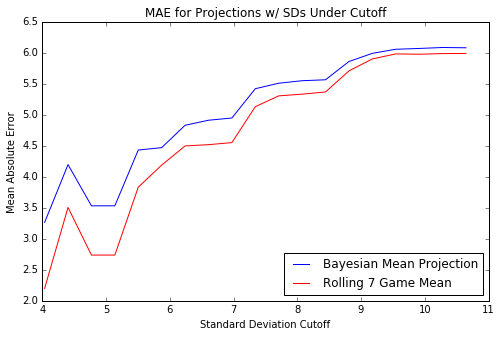 MAE for Projections w/ SDs Under Cutoff
6.5
6.0
5.5
5.0
4.5
4.0
3.5
3.0
2.5
2.0
Mean Absolute Error
Bayesian Mean Projection
Rolling 7 Game Mean
4 5 6 7 8 9 10 11
Standard Deviation Cutoff